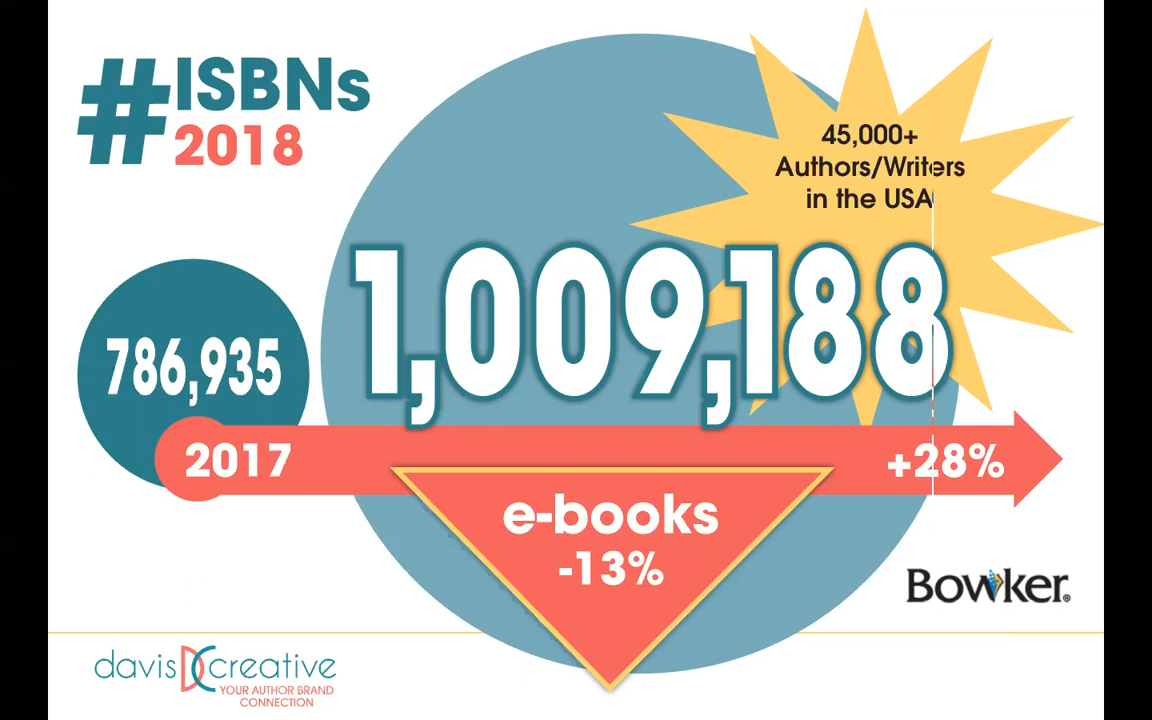 #ISBNs
2018
45,000+
Authors/Writers
in the USA
1,009,188
786,935
2017
+28%
e-books
-13%
Bowker®
davis DC creative
YOUR AUTHOR BRAND
CONNECTION